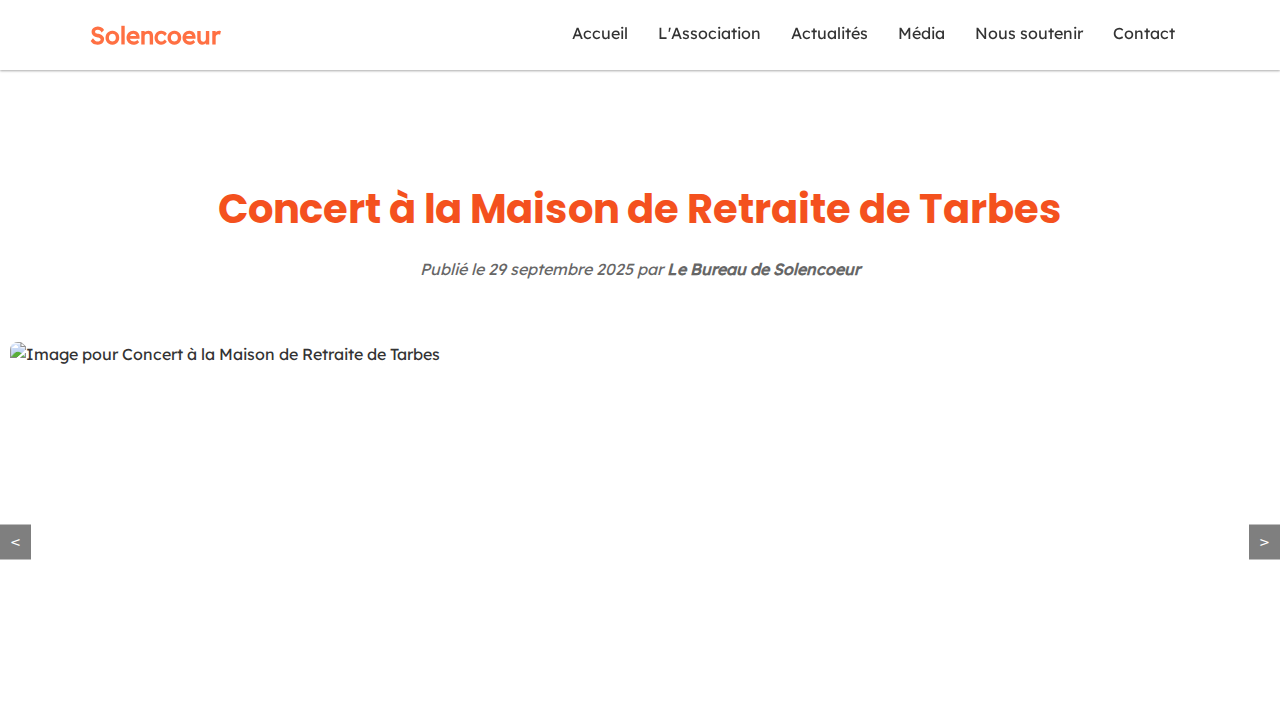 Solencoeur
Accueil L'Association Actualités Média Nous soutenir Contact
Concert à la Maison de Retraite de Tarbes
Publié le 29 septembre 2025 par Le Bureau de Solencoeur
Image pour Concert à la Maison de Retraite de Tarbes
< >